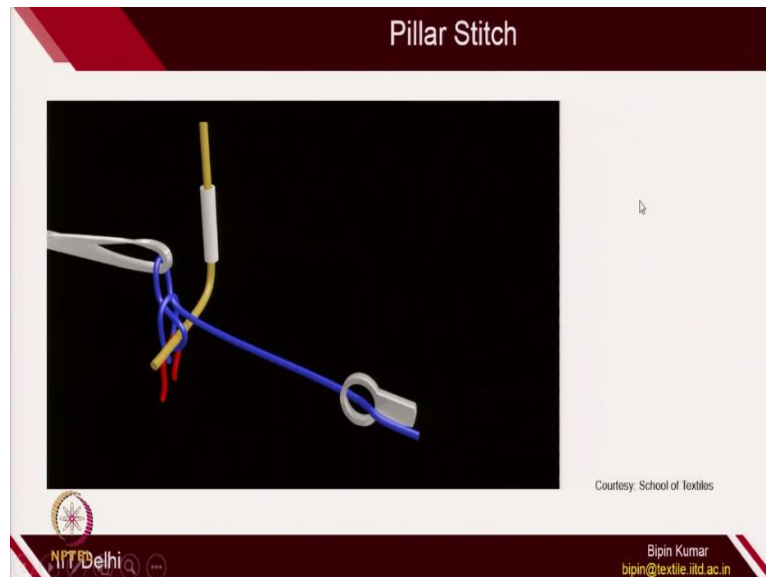 Pillar Stitch
Courtesy: School of Textiles
NPTEL
IIT Delhi
Bipin Kumar
bipin@textile.iitd.ac.in